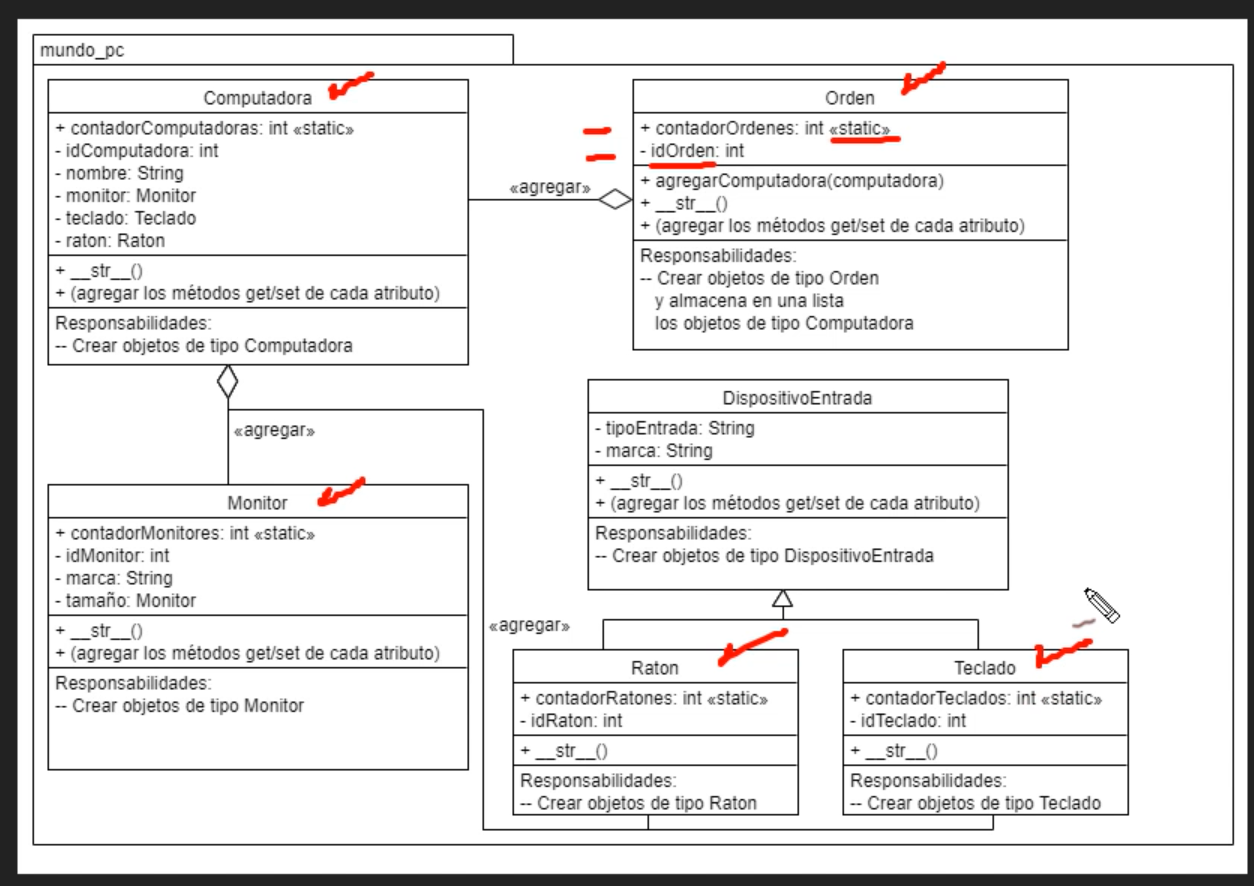 mundo_pc
Computadora
+ contadorComputadoras: int «static»
- idComputadora: int
- nombre: String
- monitor: Monitor
- teclado: Teclado
- raton: Raton
+ __str__()
+ (agregar los métodos get/set de cada atributo)
Responsabilidades:
-- Crear objetos de tipo Computadora
«agregar»
Orden
+ contadorOrdenes: int «static»
- idOrden: int
+ agregarComputadora(computadora)
+ __str__()
+ (agregar los métodos get/set de cada atributo)
Responsabilidades:
-- Crear objetos de tipo Orden
y almacena en una lista
los objetos de tipo Computadora
«agregar»
Monitor
+ contadorMonitores: int «static»
- idMonitor: int
- marca: String
- tamaño: Monitor
+ __str__()
+ (agregar los métodos get/set de cada atributo)
Responsabilidades:
-- Crear objetos de tipo Monitor
DispositivoEntrada
- tipoEntrada: String
- marca: String
+ __str__()
+ (agregar los métodos get/set de cada atributo)
Responsabilidades:
-- Crear objetos de tipo DispositivoEntrada
«agregar»
Raton
+ contadorRatones: int «static»
- idRaton: int
+ __str__()
Responsabilidades:
-- Crear objetos de tipo Raton
Teclado
+ contadorTeclados: int «static»
- idTeclado: int
+ __str__()
Responsabilidades:
-- Crear objetos de tipo Teclado